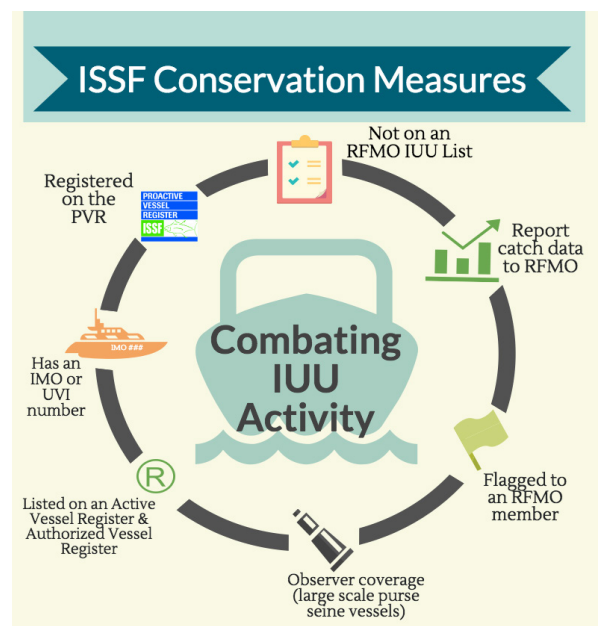 ISSF Conservation Measures
Not on an
RFMO IUU List
Registered
on the
PVR
PROACTIVE
VESSEL
REGISTER
ISSF
Report
catch data
to RFMO
Combating
IUU
Activity
IMO ###
Has an
IMO or
UVI
number
Flagged to
an RFMO
member
R
Listed on an Active
Vessel Register &
Authorized Vessel
Register
Observer coverage
(large scale purse
seine vessels)